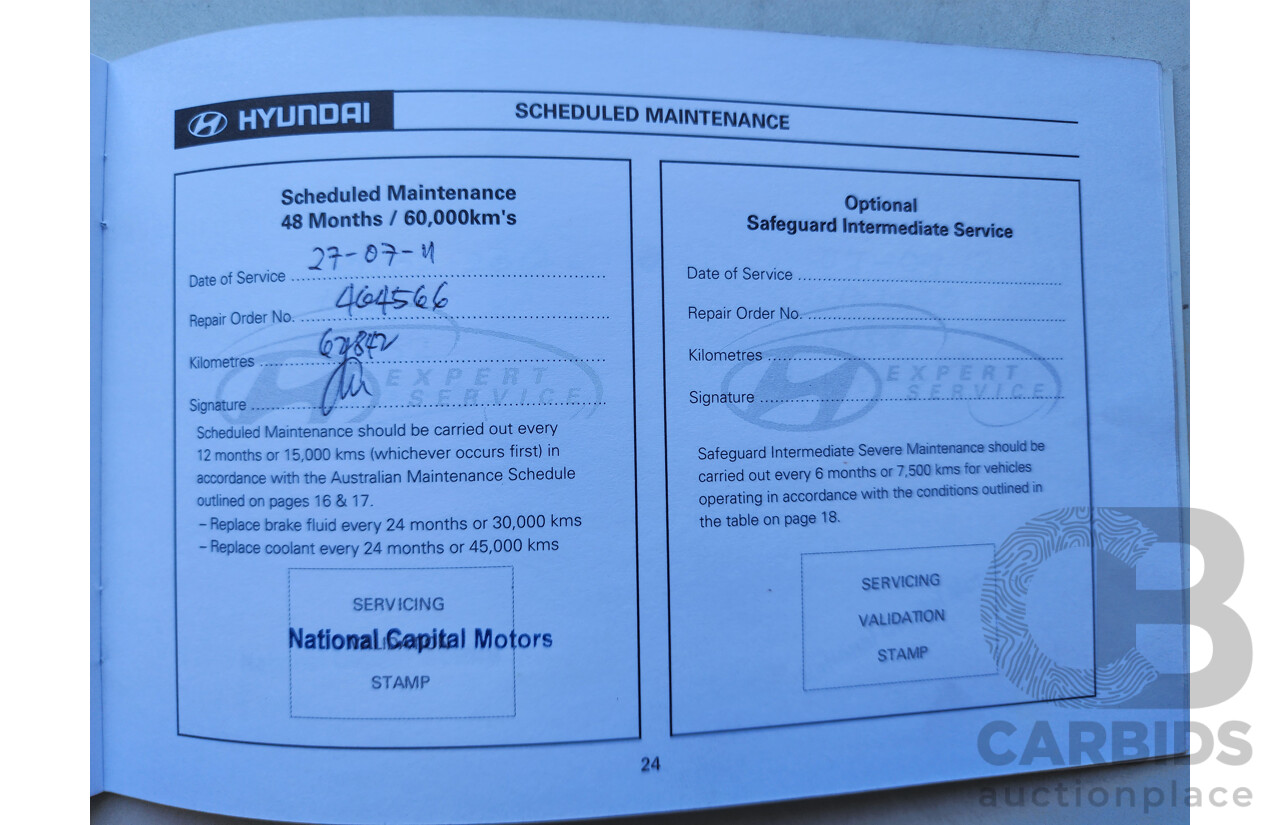 HYUNDAI
SCHEDULED MAINTENANCE
Scheduled Maintenance
48 Months / 60,000km's
Date of Service 27-07-11
Repair Order No. 464566
Kilometres
Signature
EXPERT
SERVICE
Scheduled Maintenance should be carried out every
12 months or 15,000 kms (whichever occurs first) in
accordance with the Australian Maintenance Schedule
outlined on pages 16 & 17.
– Replace brake fluid every 24 months or 30,000 kms
– Replace coolant every 24 months or 45,000 kms
SERVICING
VALIDATION
National Capital Motors
STAMP
Optional
Safeguard Intermediate Service
Date of Service
Repair Order No.
Kilometres
Signature
EXPERT
SERVICE
Safeguard Intermediate Severe Maintenance should be
carried out every 6 months or 7,500 kms for vehicles
operating in accordance with the conditions outlined in
the table on page 18.
SERVICING
VALIDATION
STAMP
24
CB
CARBIDS
auctionplace